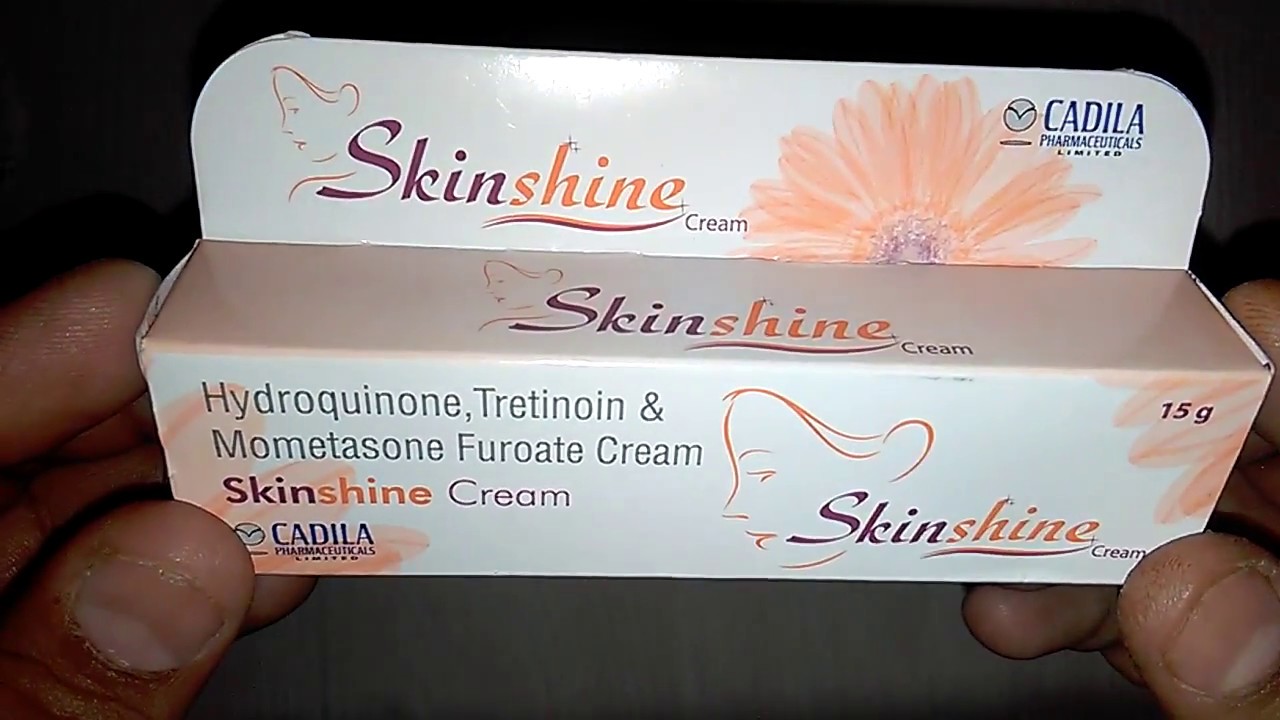 Skinshine
Cream
CADILA
PHARMACEUTICALS
LIMITED
Skinshine
Cream
Hydroquinone,Tretinoin &
Mometasone Furoate Cream
Skinshine Cream
CADILA
PHARMACEUTICALS
LIMITED
15 g
Skinshine
Cream